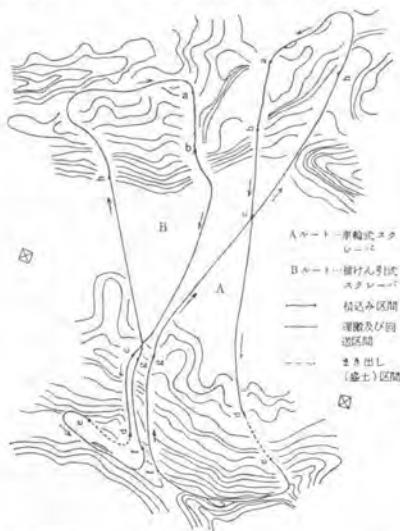 a
b
h
B
A
a
b
c
h
Aルート…車輪式スク
レーパ
Bルート…被けん引式
スクレーパ
積込み区間
運搬及び回
送区間
まき出し
(盛土)区間
c
d
e
f
g
d
e
f
g